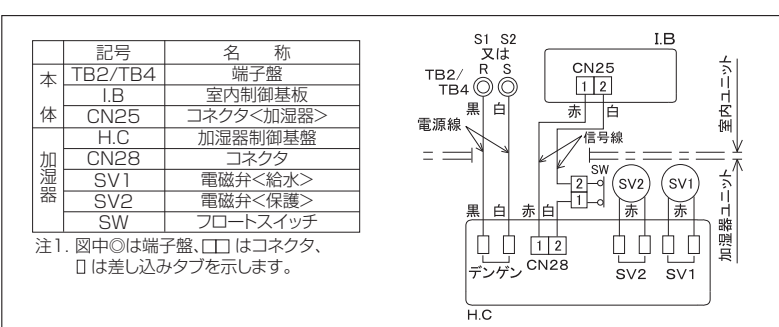 記号 名 称
本体
TB2/TB4 端子盤
I.B 室内制御基板
CN25 コネクタ<加湿器>
加湿器
H.C 加湿器制御基盤
CN28 コネクタ
SV1 電磁弁<給水>
SV2 電磁弁<保護>
SW フロートスイッチ
注1. 図中◎は端子盤、□□ はコネクタ、
▯ は差し込みタブを示します。
S1 S2
又は
R S
TB2/
TB4
I.B
CN25
1 2
黒 白
赤 白
電源線
信号線
室内ユニット
加湿器ユニット
SW
2
1
SV2
SV1
赤
赤
黒 白 赤 白
1 2
デンゲン
CN28
SV2 SV1
H.C